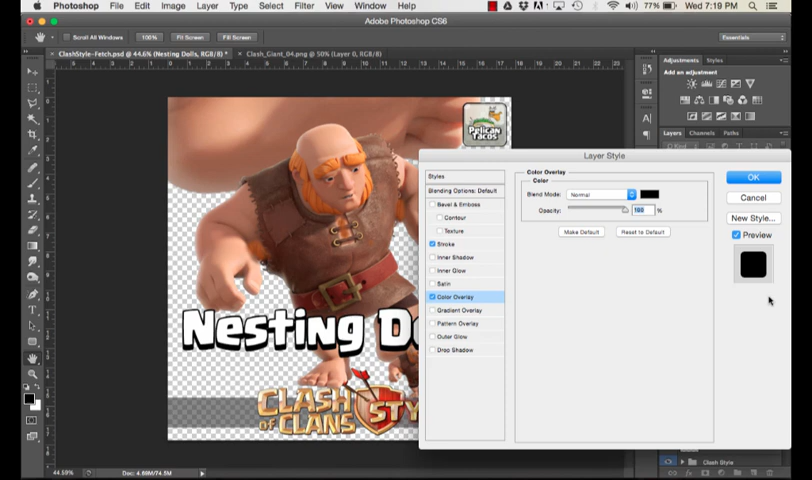 Photoshop File Edit Image Layer Type Select Filter View Window Help
77% Wed 7:19 PM
Adobe Photoshop CS6
Scroll All Windows 100% Fit Screen Fill Screen Essentials
ClashStyle-Fetch.psd @ 44.6% (Nesting Dolls, RGB/8) * Clash_Giant_04.png @ 50% (Layer 0, RGB/8)
Adjustments Styles
Add an adjustment
Layers Channels Paths
Kind
Pelican
Tacos
Layer Style
Styles
Blending Options: Default
Bevel & Emboss
Contour
Texture
Stroke
Inner Shadow
Inner Glow
Satin
Color Overlay
Gradient Overlay
Pattern Overlay
Outer Glow
Drop Shadow
Color Overlay
Color
Blend Mode: Normal
Opacity: 100 %
Make Default Reset to Default
OK
Cancel
New Style...
Preview
Nesting Do
CLASH
OF CLANS
STY
Clash Style
44.59% Doc: 4.69M/74.5M